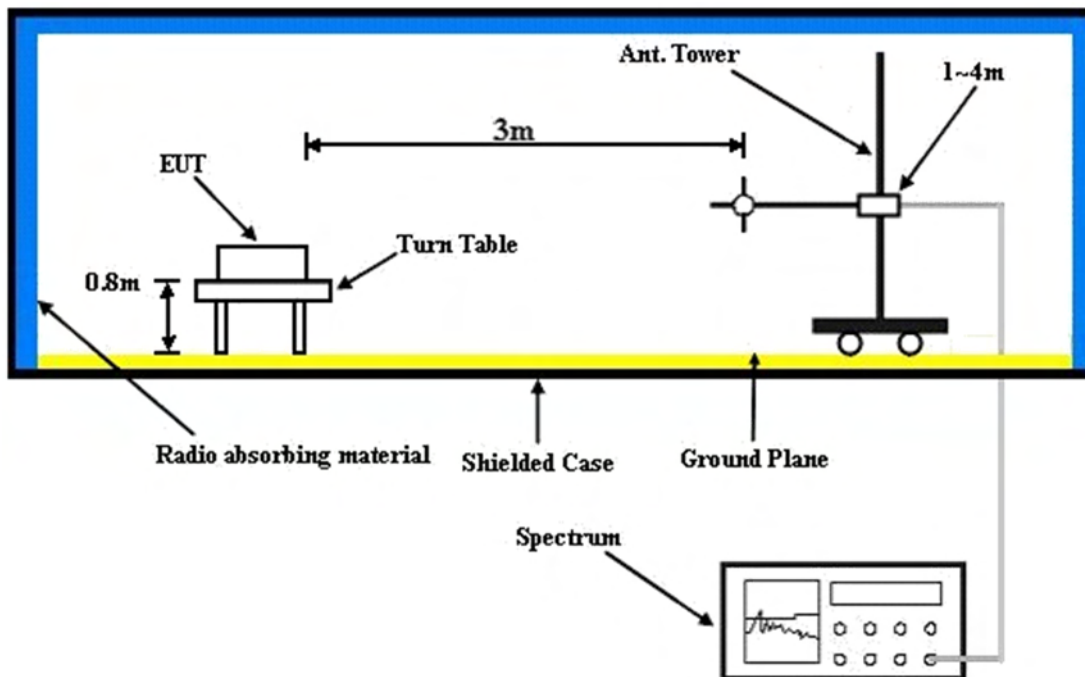 Ant. Tower
1~4m
3m
EUT
Turn Table
0.8m
Radio absorbing material
Shielded Case
Ground Plane
Spectrum